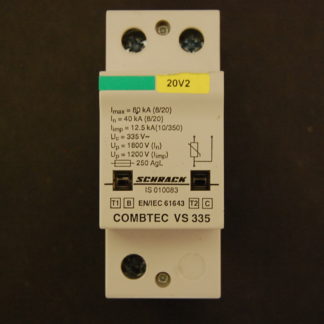 20V2
Imax = 80 kA (8/20)
In = 40 kA (8/20)
Iimp = 12.5 kA(10/350)
Uc = 335 V~
Up = 1800 V (In)
Up = 1200 V (Iimp)
250 AgL
SCHRACK
IS 010083
T1 B EN/IEC 61643 T2 C
COMBTEC VS 335